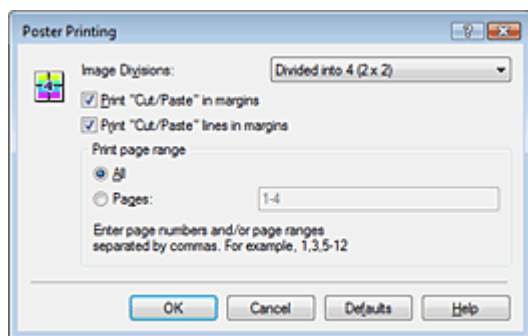 Poster Printing
Image Divisions: Divided into 4 (2 x 2)
4
Print "Cut/Paste" in margins
Print "Cut/Paste" lines in margins
Print page range
All
Pages: 1-4
Enter page numbers and/or page ranges
separated by commas. For example, 1,3,5-12
OK Cancel Defaults Help